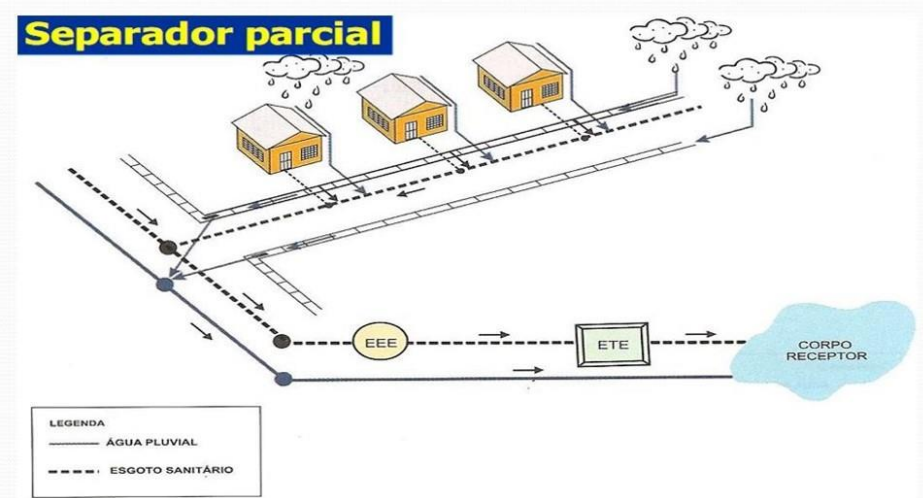 Separador parcial
EEE
ETE
CORPO
RECEPTOR
LEGENDA
ÁGUA PLUVIAL
ESGOTO SANITÁRIO